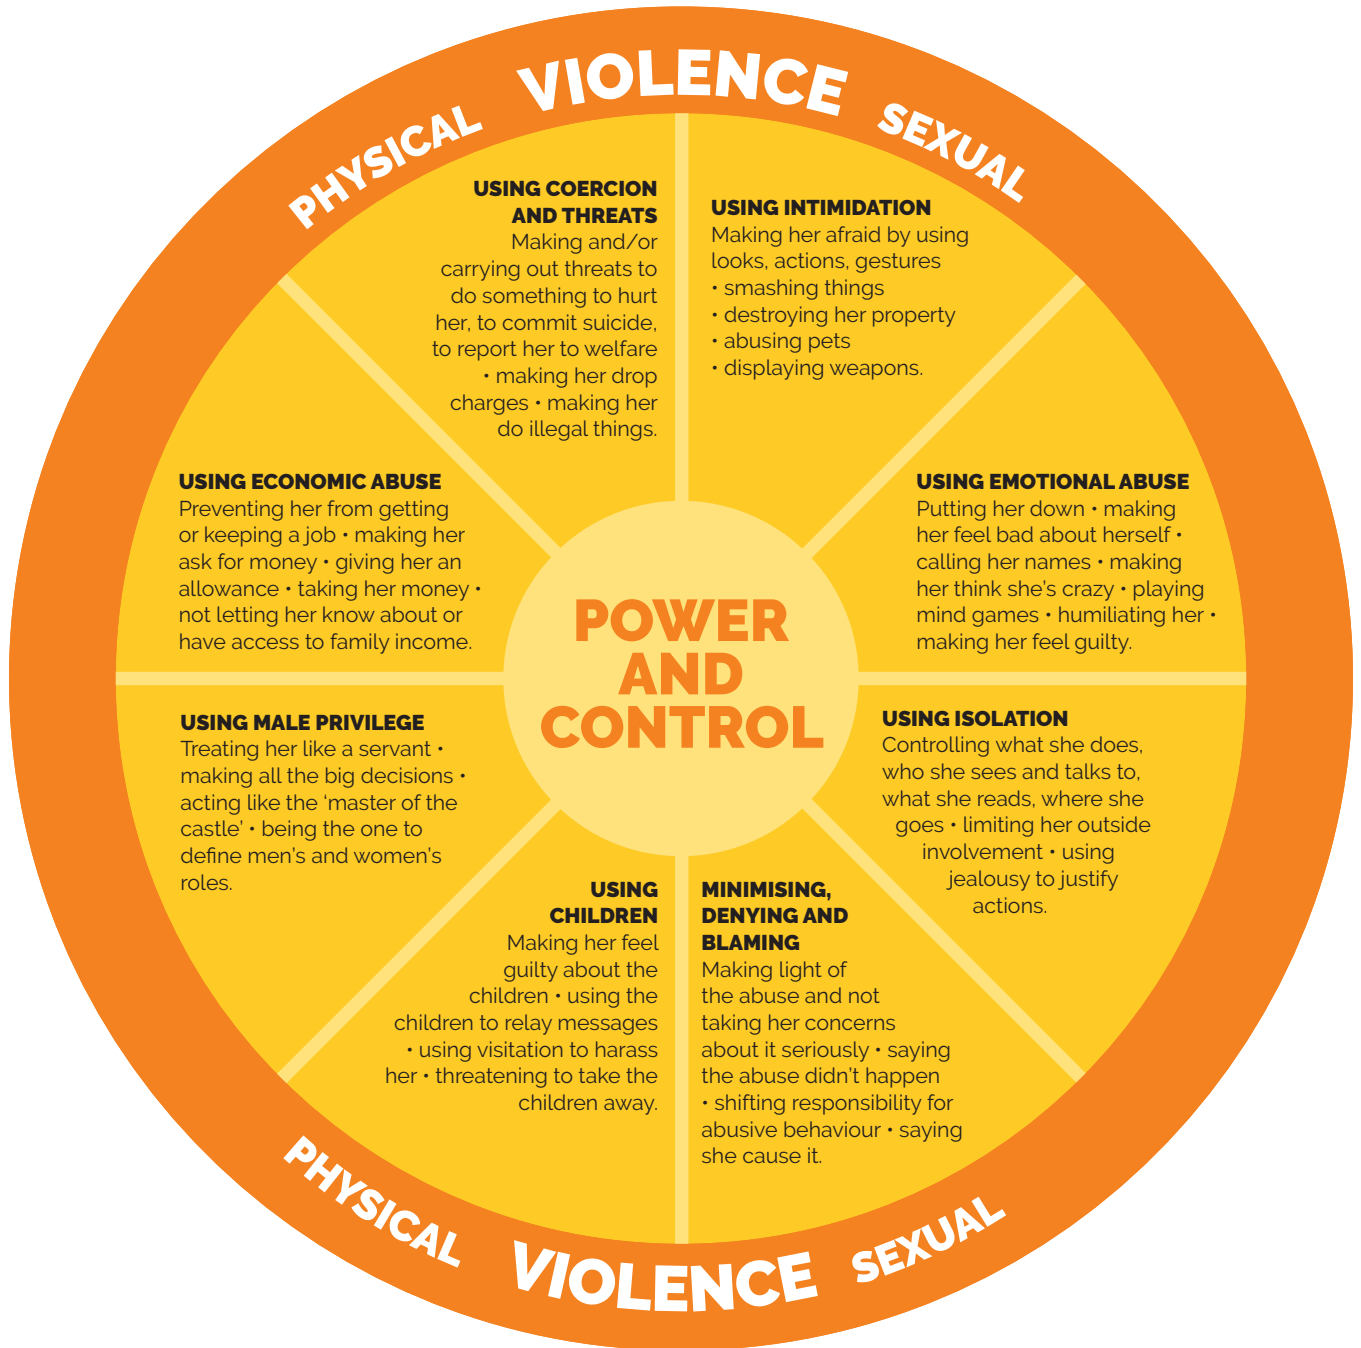 PHYSICAL VIOLENCE SEXUAL
USING COERCION
AND THREATS
Making and/or
carrying out threats to
do something to hurt
her, to commit suicide,
to report her to welfare
• making her drop
charges • making her
do illegal things.
USING INTIMIDATION
Making her afraid by using
looks, actions, gestures
• smashing things
• destroying her property
• abusing pets
• displaying weapons.
USING ECONOMIC ABUSE
Preventing her from getting
or keeping a job • making her
ask for money • giving her an
allowance • taking her money •
not letting her know about or
have access to family income.
USING EMOTIONAL ABUSE
Putting her down • making
her feel bad about herself •
calling her names • making
her think she's crazy • playing
mind games • humiliating her •
making her feel guilty.
POWER
AND
CONTROL
USING MALE PRIVILEGE
Treating her like a servant •
making all the big decisions •
acting like the ‘master of the
castle’ • being the one to
define men's and women's
roles.
USING ISOLATION
Controlling what she does,
who she sees and talks to,
what she reads, where she
goes • limiting her outside
involvement • using
jealousy to justify
actions.
USING
CHILDREN
Making her feel
guilty about the
children • using the
children to relay messages
• using visitation to harass
her • threatening to take the
children away.
MINIMISING,
DENYING AND
BLAMING
Making light of
the abuse and not
taking her concerns
about it seriously • saying
the abuse didn't happen
• shifting responsibility for
abusive behaviour • saying
she cause it.
PHYSICAL VIOLENCE SEXUAL